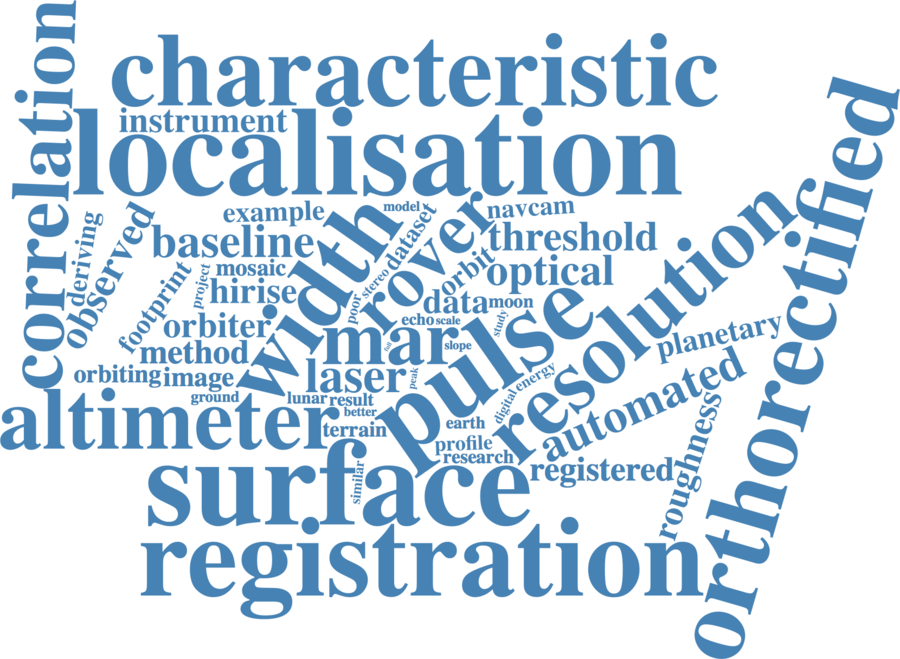 characteristic
correlation
instrument
localisation
orthorectified
example
width
model
rover
navcam
deriving
observed
baseline
dataset
threshold
stereo
orbit
optical
footprint
project
mosaic
hirise
poor
data
moon
resolution
orbiter
echo
scale
study
pulse
planetary
method
mar
slope
orbiting
image
laser
peak
automated
ground
lunar
result
digital
energy
better
altimeter
terrain
earth
profile
research
roughness
surface
similar
registered
registration